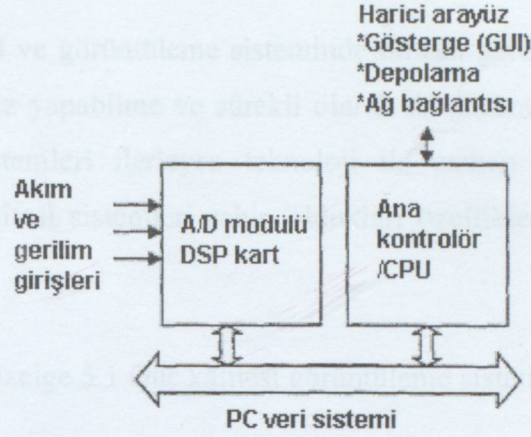 Harici arayüz
*Gösterge (GUI)
*Depolama
*Ağ bağlantısı
Akım
ve
gerilim
girişleri
A/D modülü
DSP kart
Ana
kontrolör
/CPU
PC veri sistemi